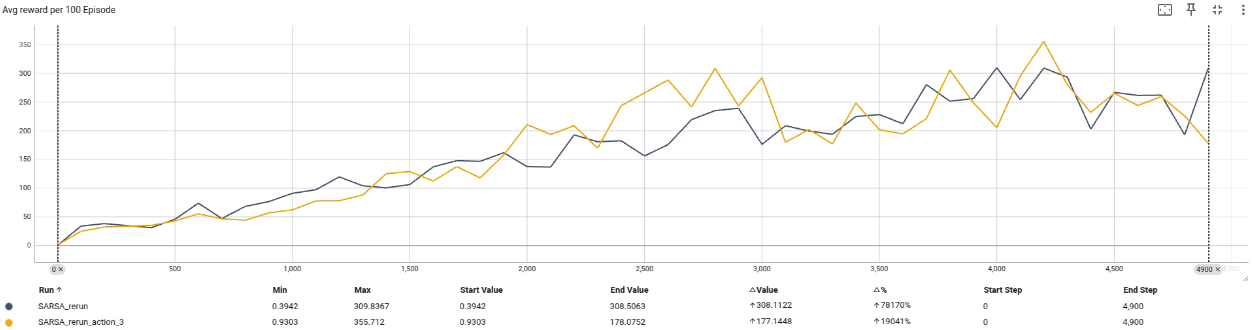 Avg reward per 100 Episode
350
300
250
200
150
100
50
0
0 × 500 1,000 1,500 2,000 2,500 3,000 3,500 4,000 4,500 4900 ×
Run ↑ Min Max Start Value End Value △Value △% Start Step End Step
SARSA_rerun 0.3942 309.8367 0.3942 308.5063 ↑308.1122 ↑78170% 0 4,900
SARSA_rerun_action_3 0.9303 355.712 0.9303 178.0752 ↑177.1448 ↑19041% 0 4,900